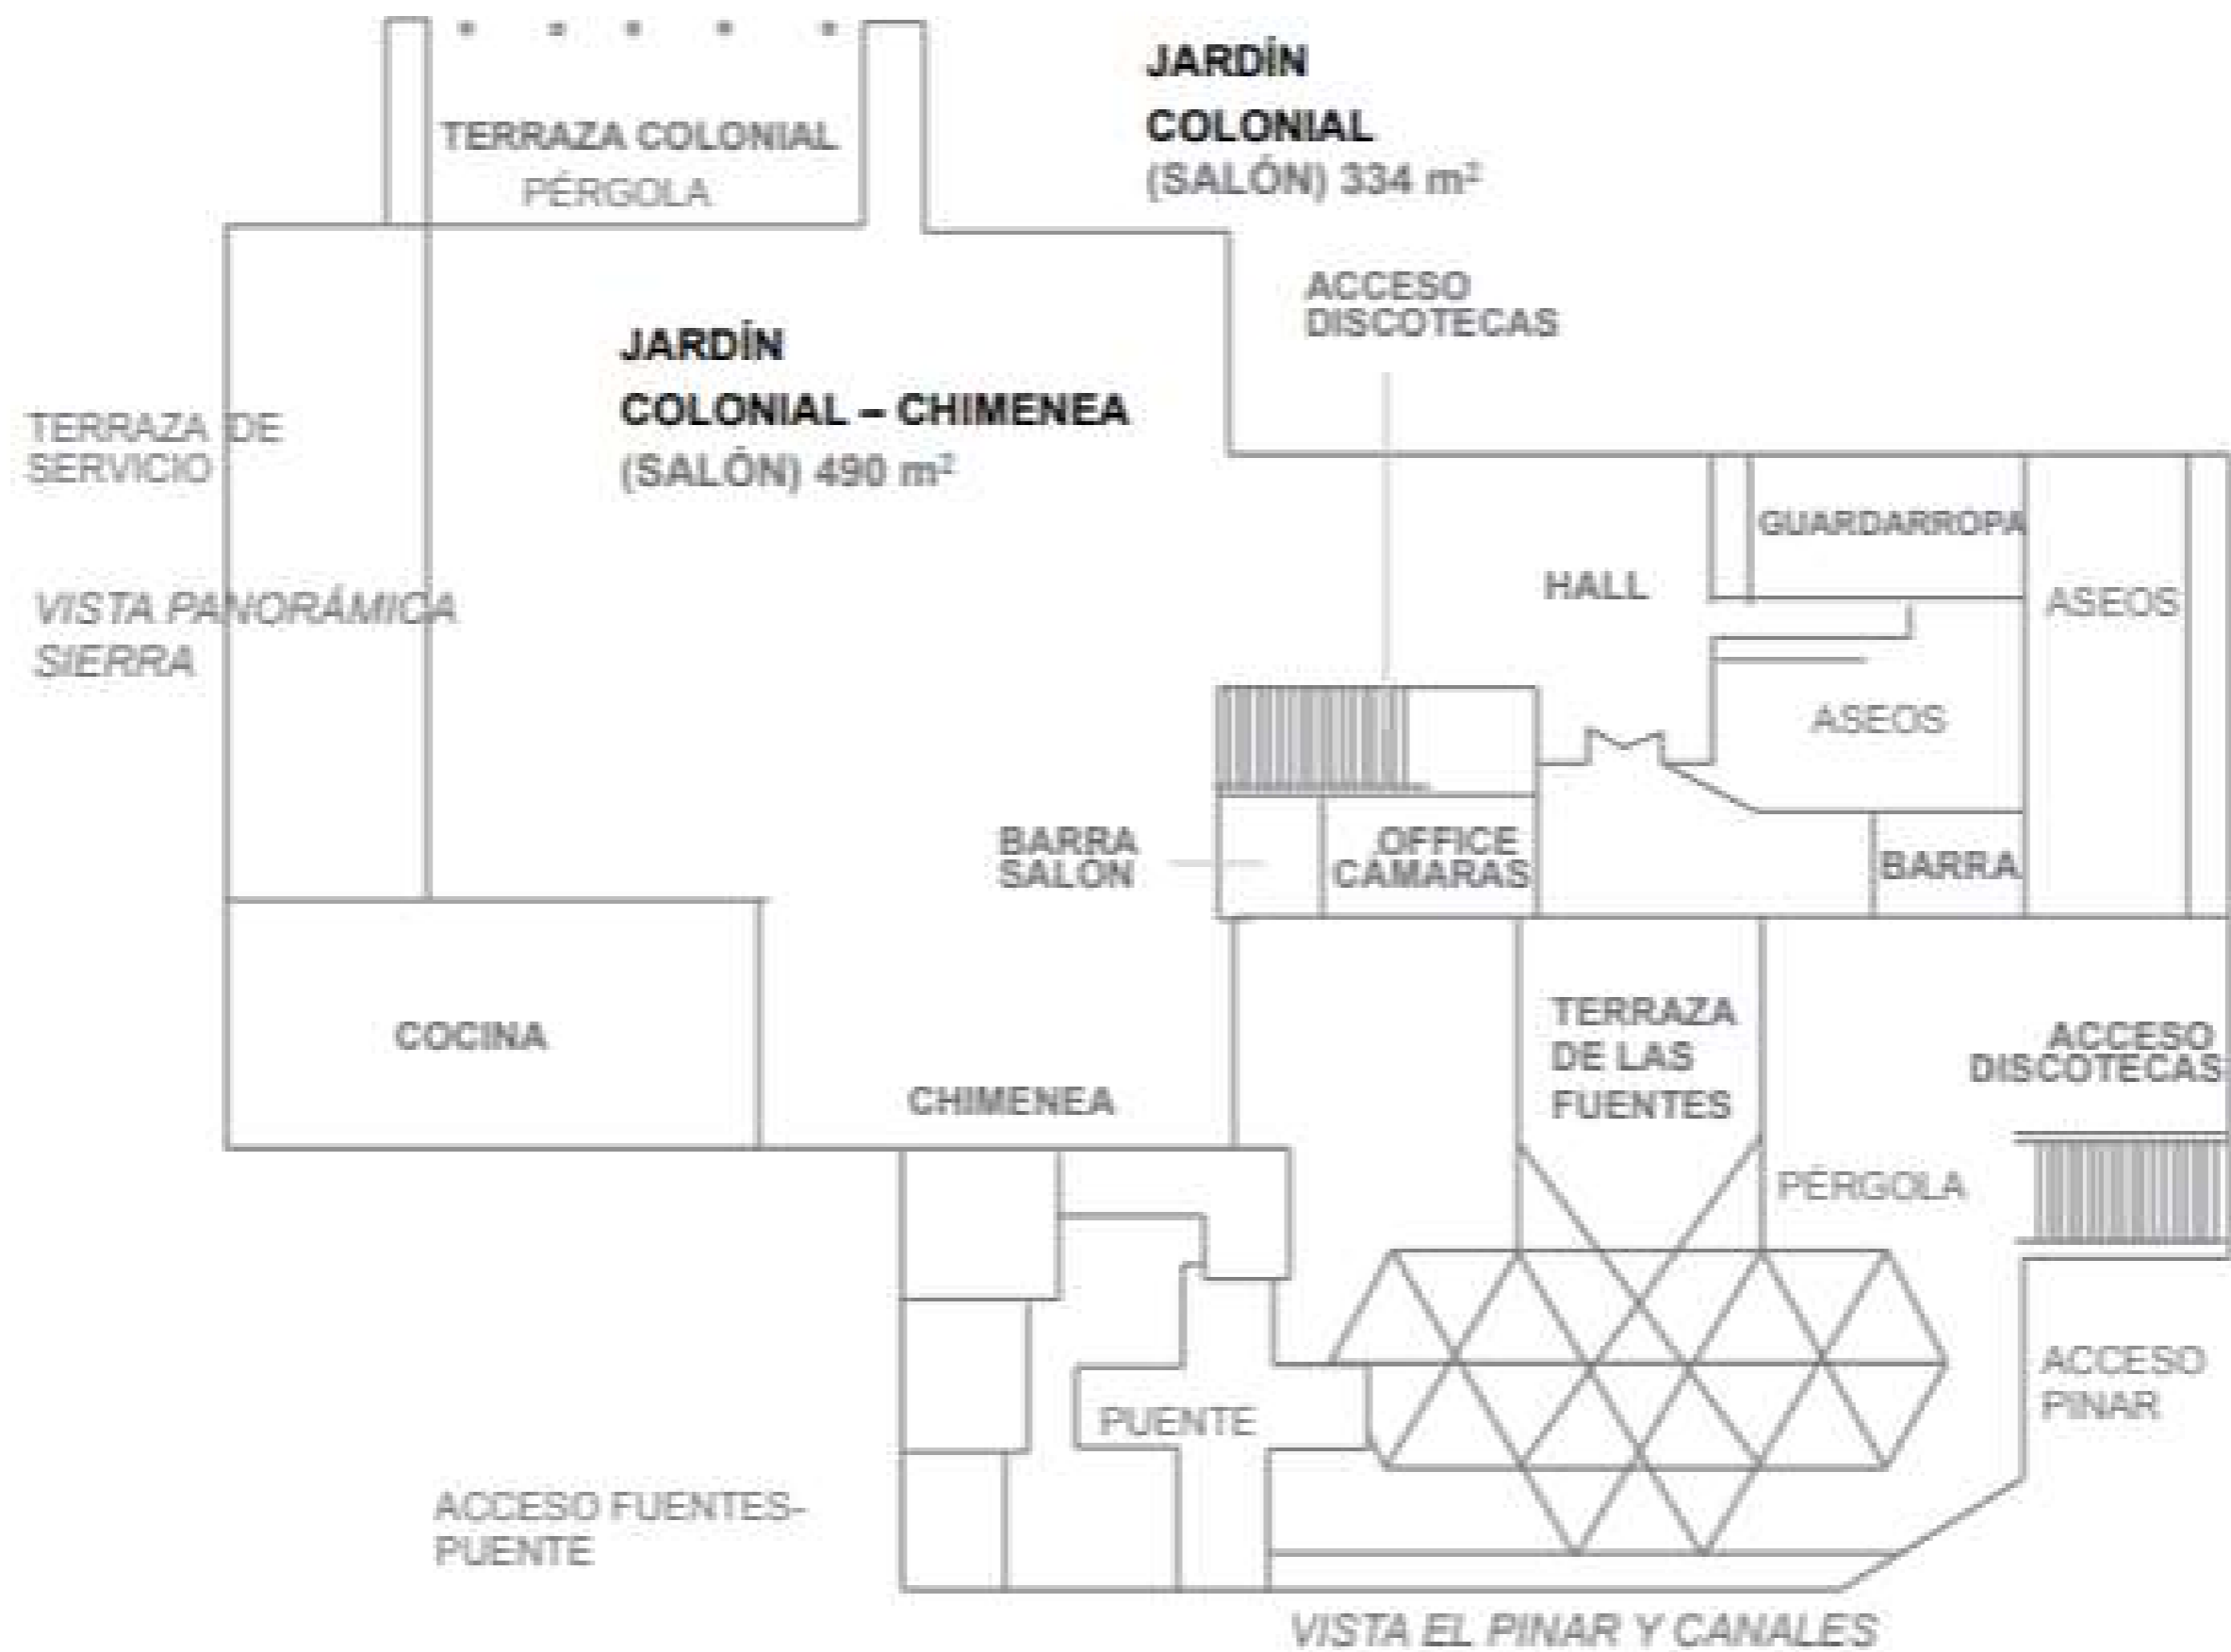 JARDÍN
COLONIAL
(SALÓN) 334 m²
TERRAZA COLONIAL
PÉRGOLA
ACCESO
DISCOTECAS
JARDÍN
COLONIAL – CHIMENEA
(SALÓN) 490 m²
TERRAZA DE
SERVICIO
GUARDARROPA
HALL
ASEOS
VISTA PANORÁMICA
SIERRA
ASEOS
BARRA
SALÓN
OFFICE
CÁMARAS
BARRA
TERRAZA
DE LAS
FUENTES
COCINA
ACCESO
DISCOTECAS
CHIMENEA
PÉRGOLA
ACCESO
PINAR
PUENTE
ACCESO FUENTES-
PUENTE
VISTA EL PINAR Y CANALES